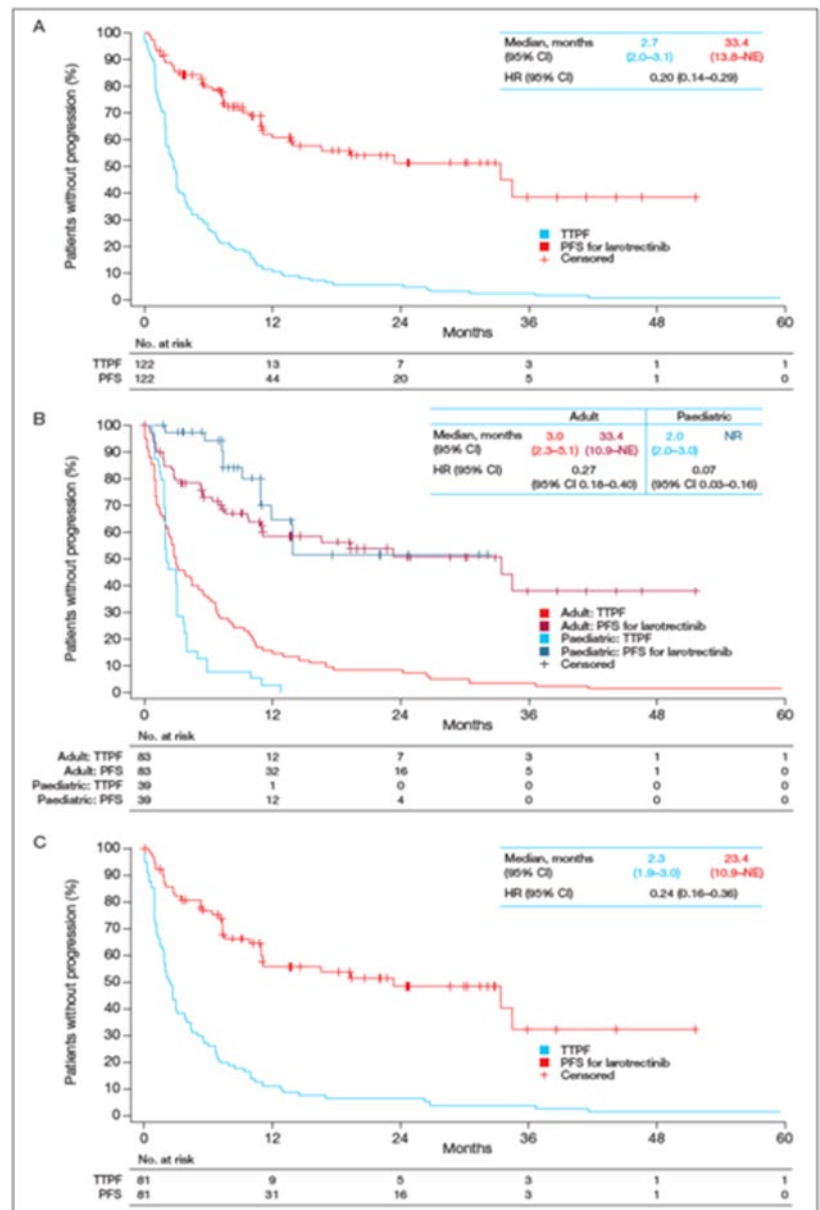 A
Patients without progression (%)
100
90
80
70
60
50
40
30
20
10
0
Median, months 2.7 33.4
(95% CI) (2.0–3.1) (13.8–NE)
HR (95% CI) 0.20 (0.14–0.29)
TTPF
PFS for larotrectinib
Censored
0 12 24 36 48 60
Months
No. at risk
TTPF 122 13 7 3 1 1
PFS 122 44 20 5 1 0
B
Patients without progression (%)
100
90
80
70
60
50
40
30
20
10
0
Adult Paediatric
Median, months 3.0 33.4 2.0 NR
(95% CI) (2.3–5.1) (10.9–NE) (2.0–3.0)
HR (95% CI) 0.27 0.07
(95% CI 0.18–0.40) (95% CI 0.03–0.16)
Adult: TTPF
Adult: PFS for larotrectinib
Paediatric: TTPF
Paediatric: PFS for larotrectinib
Censored
0 12 24 36 48 60
Months
No. at risk
Adult: TTPF 83 12 7 3 1 1
Adult: PFS 83 32 16 5 1 0
Paediatric: TTPF 39 1 0 0 0 0
Paediatric: PFS 39 12 4 0 0 0
C
Patients without progression (%)
100
90
80
70
60
50
40
30
20
10
0
Median, months 2.3 23.4
(95% CI) (1.9–3.0) (10.9–NE)
HR (95% CI) 0.24 (0.16–0.36)
TTPF
PFS for larotrectinib
Censored
0 12 24 36 48 60
Months
No. at risk
TTPF 81 9 5 3 1 1
PFS 81 31 16 3 1 0